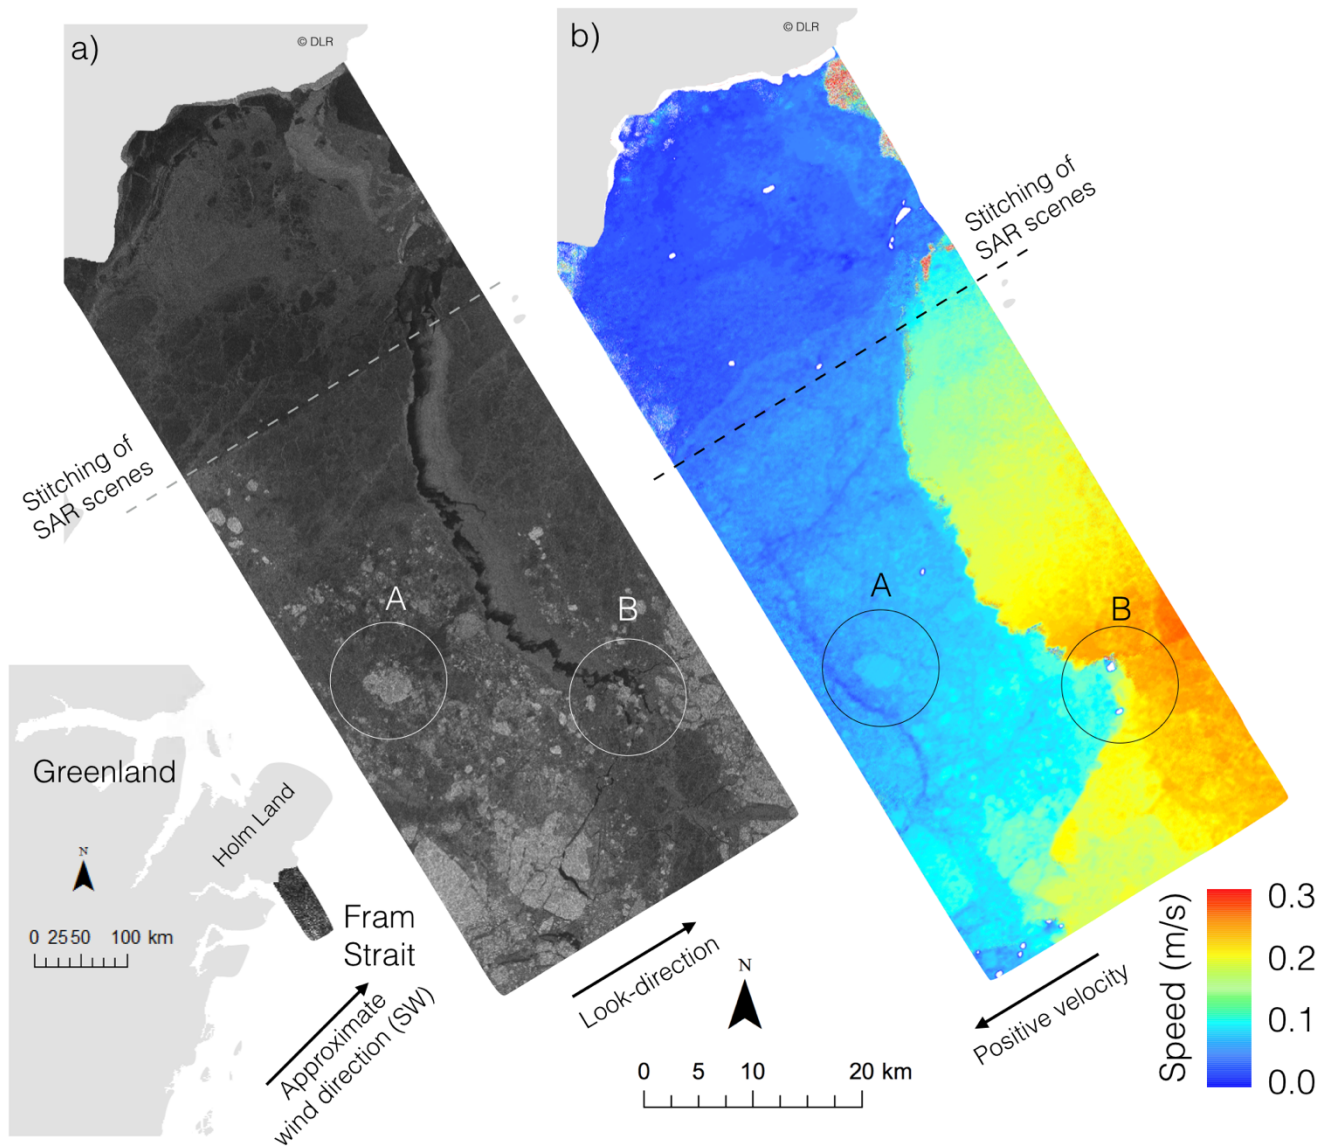 a)
© DLR
b)
© DLR
Stitching of
SAR scenes
Stitching of
SAR scenes
A
B
A
B
Greenland
Holm Land
N
0 25 50 100 km
Fram
Strait
Approximate
wind direction (SW)
Look-direction
N
0 5 10 20 km
Positive velocity
Speed (m/s)
0.3
0.2
0.1
0.0